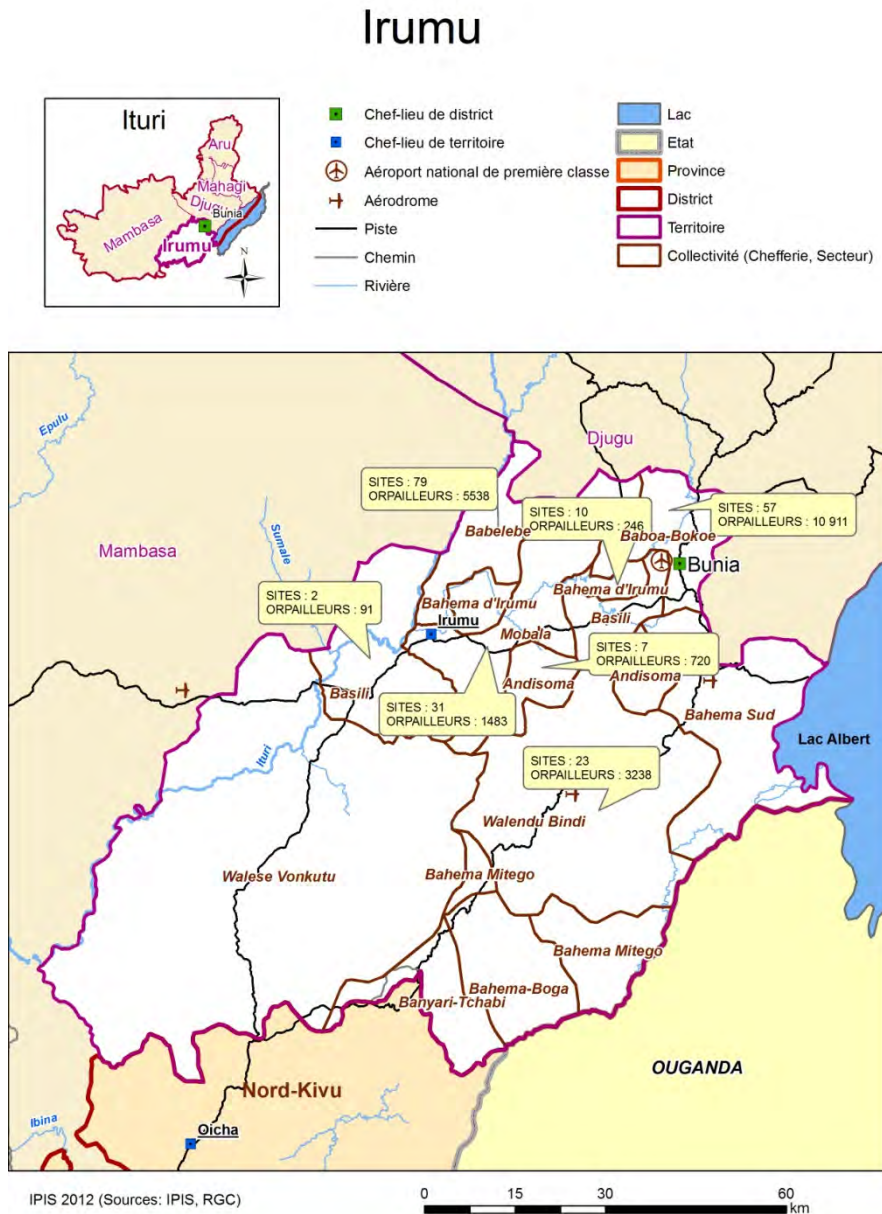 Irumu
Ituri
Aru
Mahagi
Djugu
Bunia
Mambasa
Irumu
N
Chef-lieu de district
Chef-lieu de territoire
Aéroport national de première classe
Aérodrome
Piste
Chemin
Rivière
Lac
Etat
Province
District
Territoire
Collectivité (Chefferie, Secteur)
Epulu
Djugu
SITES : 79
ORPAILLEURS : 5538
SITES : 10
ORPAILLEURS : 246
SITES : 57
ORPAILLEURS : 10 911
Sumale
Babelebe
Baboa-Bokoe
Mambasa
Bunia
SITES : 2
ORPAILLEURS : 91
Bahema d'Irumu
Bahema d'Irumu
Irumu
Mobala
Basili
SITES : 7
ORPAILLEURS : 720
Basili
Andisoma
Andisoma
SITES : 31
ORPAILLEURS : 1483
Bahema Sud
Lac Albert
Ituri
SITES : 23
ORPAILLEURS : 3238
Walendu Bindi
Walese Vonkutu
Bahema Mitego
Bahema Mitego
Bahema-Boga
Banyari-Tchabi
OUGANDA
Nord-Kivu
Ibina
Oicha
IPIS 2012 (Sources: IPIS, RGC)
0 15 30 60
km